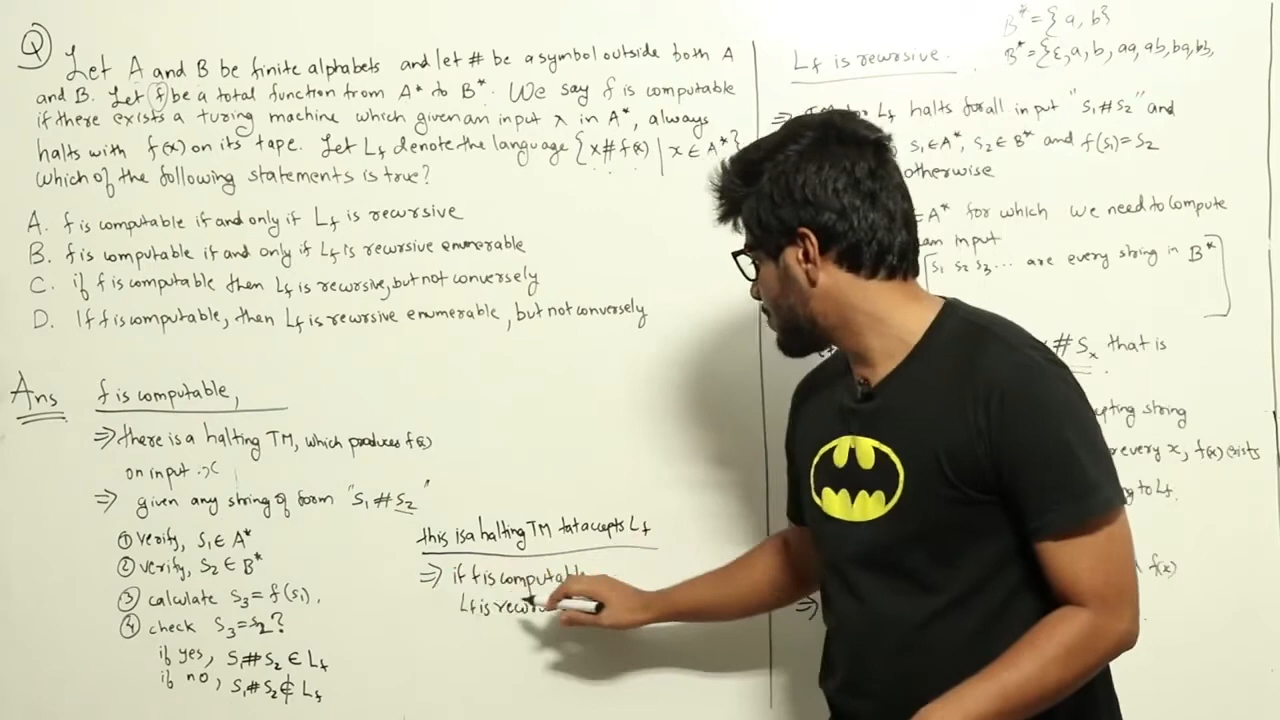 Q Let A and B be finite alphabets and let # be a symbol outside both A
and B. Let f be a total function from A* to B*. We say f is computable
if there exists a turing machine which given an input x in A*, always
halts with f(x) on its tape. Let Lf denote the language {x#f(x) | x ∈ A*}
which of the following statements is true?
A. f is computable if and only if Lf is recursive
B. f is computable if and only if Lf is recursive enumerable
C. if f is computable then Lf is recursive, but not conversely
D. If f is computable, then Lf is recursive enumerable, but not conversely
Ans f is computable,
⇒ there is a halting TM, which produces f(x)
on input x
⇒ given any string of form "S1 # S2"
① verify, S1 ∈ A*
② verify, S2 ∈ B*
③ calculate S3 = f(S1).
④ check S3 = S2?
if yes, S1#S2 ∈ Lf
if no, S1#S2 ∉ Lf
this is a halting TM tat accepts Lf
⇒ if f is computable
Lf is
B* = {a, b}
B* = {ε, a, b, aa, ab, ba, bb,
Lf is recursive.
⇒ Lf halts for all input "S1 # S2" and
S1 ∈ A*, S2 ∈ B* and f(S1) = S2
otherwise
∈ A* for which we need to compute
an input
[S1 S2 S3... are every string in B*]
# Sx that is
string
every x, f(x) exists
to Lf.
f(x)
⇒